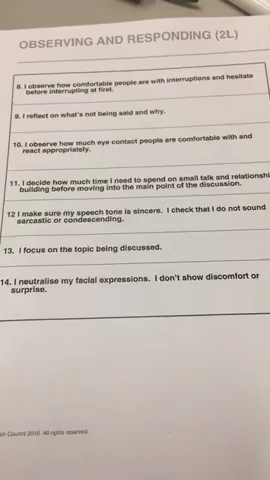 OBSERVING AND RESPONDING (2L)
8. I observe how comfortable people are with interruptions and hesitate
before interrupting at first.
9. I reflect on what's not being said and why.
10. I observe how much eye contact people are comfortable with and
react appropriately.
11. I decide how much time I need to spend on small talk and relationshi
building before moving into the main point of the discussion.
12 I make sure my speech tone is sincere. I check that I do not sound
sarcastic or condescending.
13. I focus on the topic being discussed.
14. I neutralise my facial expressions. I don't show discomfort or
surprise.
sh Council 2016 All rights reserved.